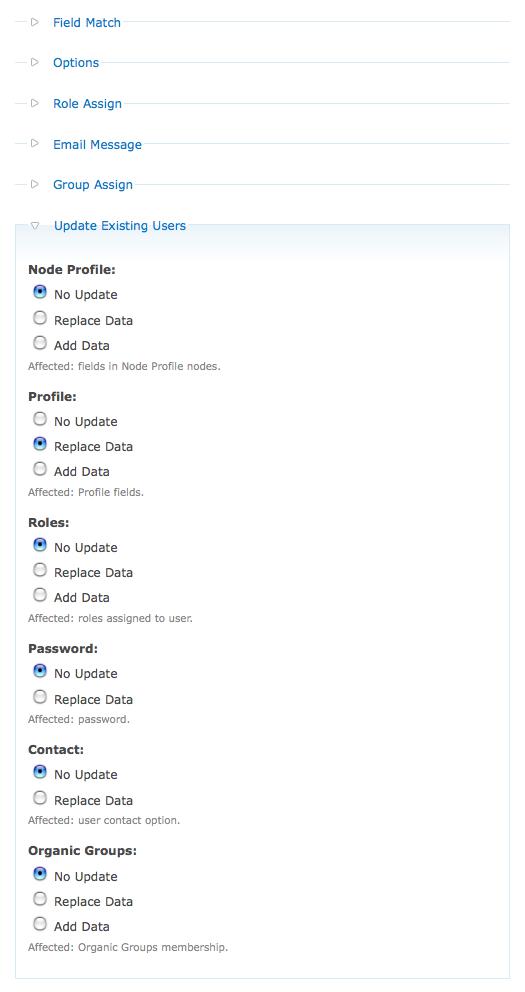 Field Match
Options
Role Assign
Email Message
Group Assign
Update Existing Users
Node Profile:
No Update
Replace Data
Add Data
Affected: fields in Node Profile nodes.
Profile:
No Update
Replace Data
Add Data
Affected: Profile fields.
Roles:
No Update
Replace Data
Add Data
Affected: roles assigned to user.
Password:
No Update
Replace Data
Affected: password.
Contact:
No Update
Replace Data
Affected: user contact option.
Organic Groups:
No Update
Replace Data
Add Data
Affected: Organic Groups membership.